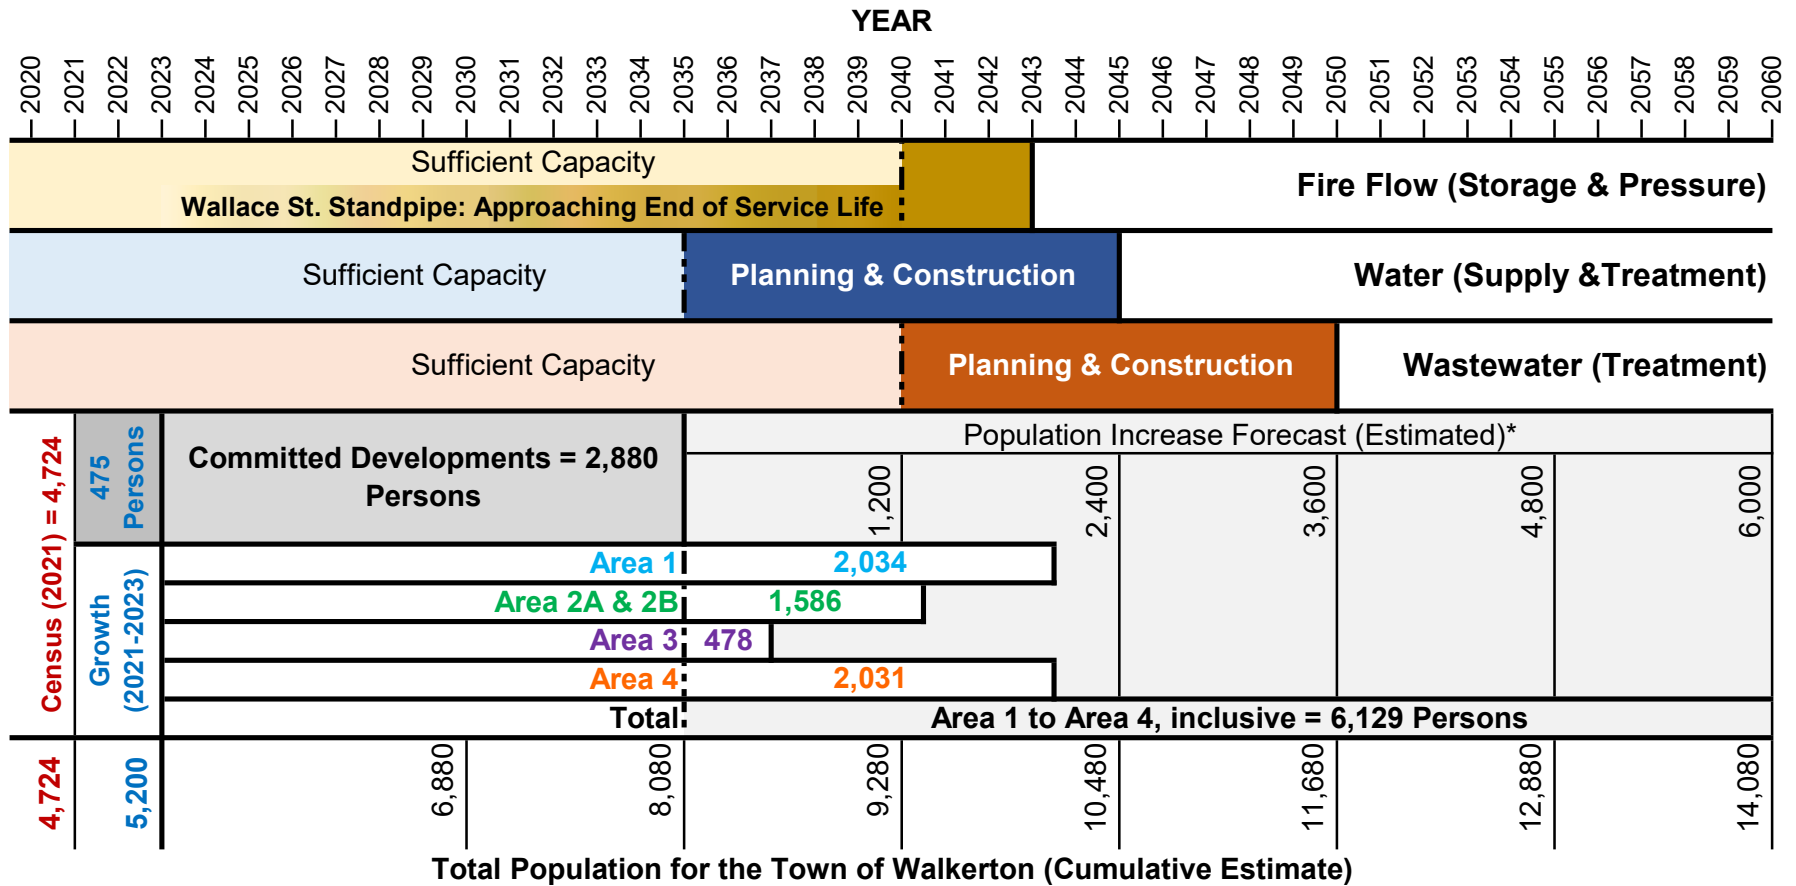 YEAR
2020 2021 2022 2023 2024 2025 2026 2027 2028 2029 2030 2031 2032 2033 2034 2035 2036 2037 2038 2039 2040 2041 2042 2043 2044 2045 2046 2047 2048 2049 2050 2051 2052 2053 2054 2055 2056 2057 2058 2059 2060
Sufficient Capacity
Wallace St. Standpipe: Approaching End of Service Life
Fire Flow (Storage & Pressure)
Sufficient Capacity
Planning & Construction
Water (Supply &Treatment)
Sufficient Capacity
Planning & Construction
Wastewater (Treatment)
Census (2021) = 4,724
475
Persons
Committed Developments = 2,880
Persons
Population Increase Forecast (Estimated)*
1,200 2,400 3,600 4,800 6,000
Growth
(2021-2023)
Area 1 2,034
Area 2A & 2B 1,586
Area 3 478
Area 4 2,031
Total Area 1 to Area 4, inclusive = 6,129 Persons
4,724 5,200 6,880 8,080 9,280 10,480 11,680 12,880 14,080
Total Population for the Town of Walkerton (Cumulative Estimate)